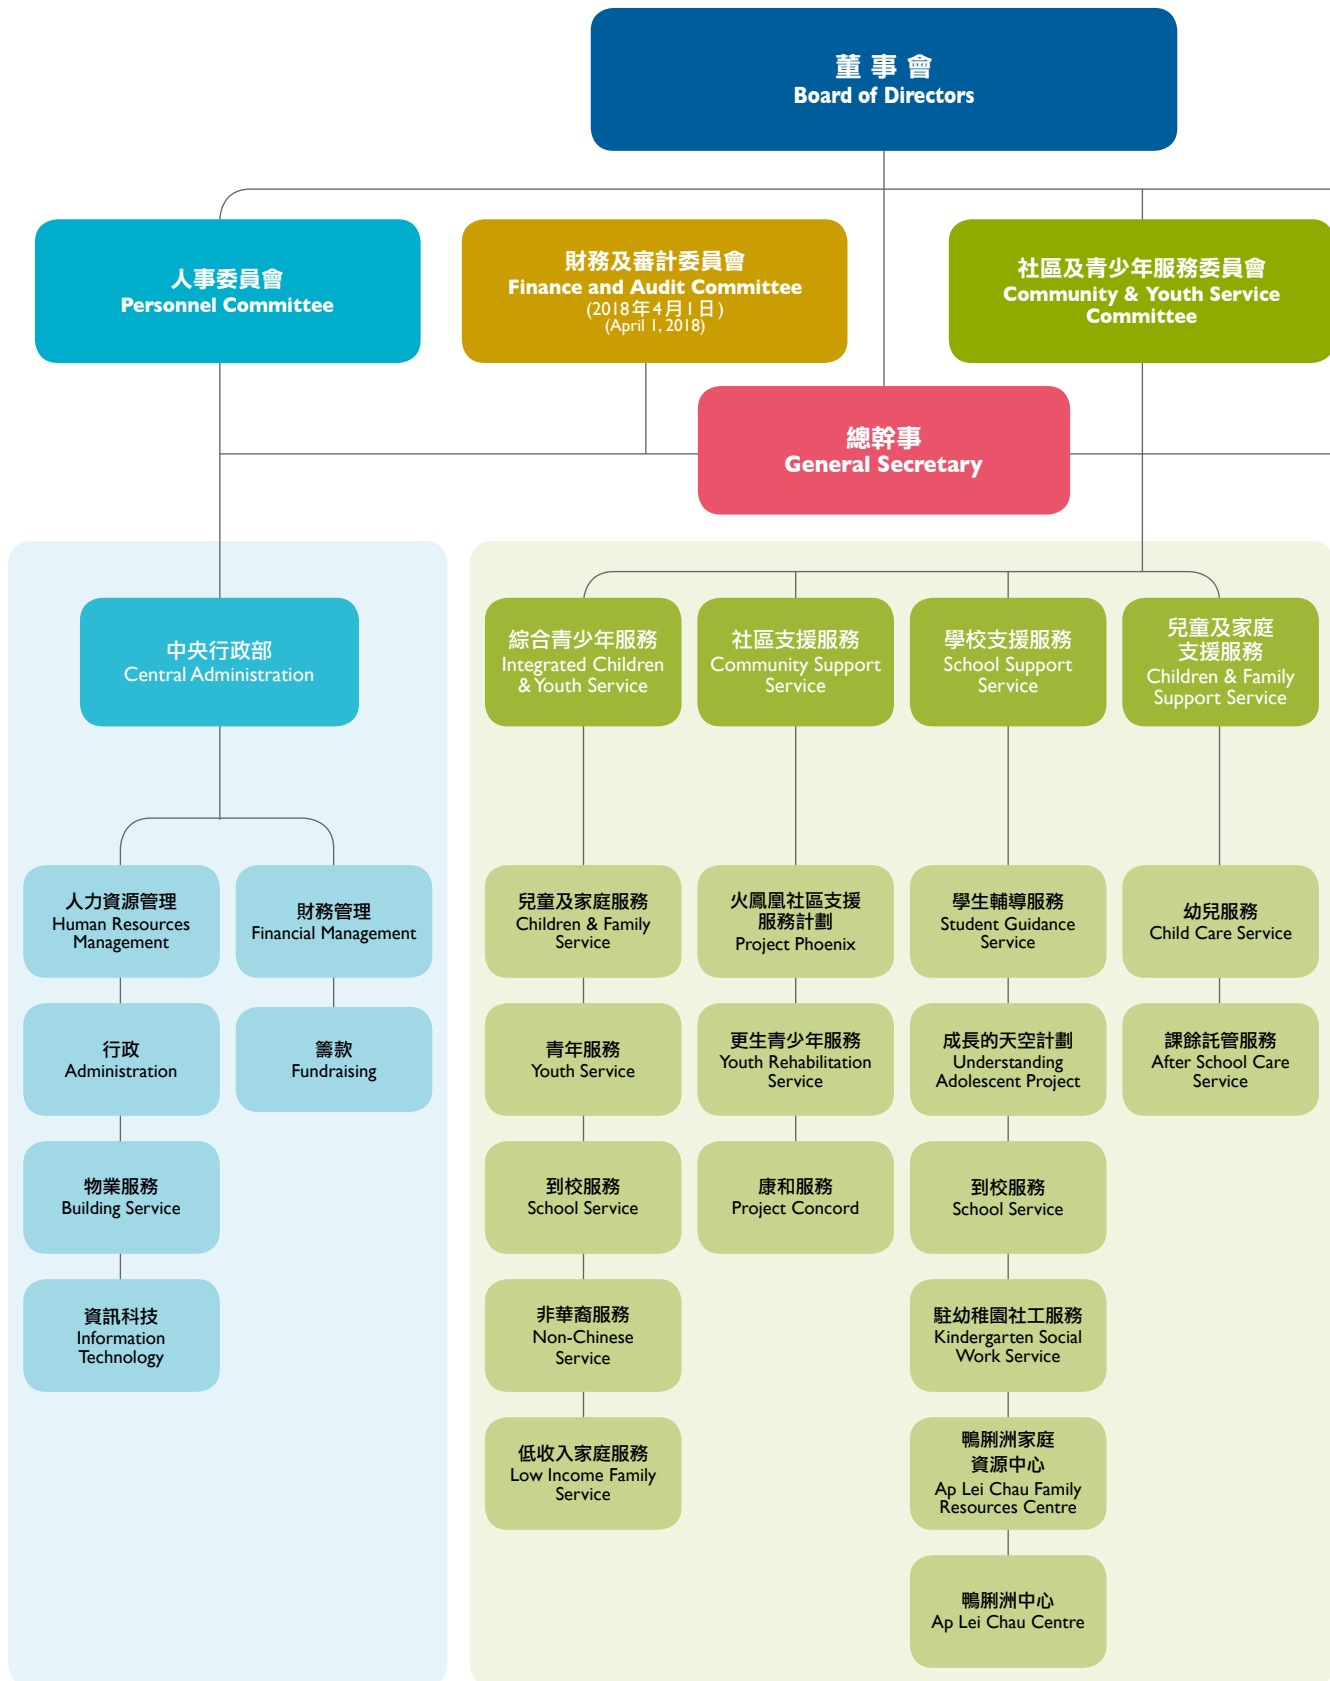 董事會
Board of Directors
人事委員會
Personnel Committee
財務及審計委員會
Finance and Audit Committee
(2018年4月1日)
(April 1, 2018)
社區及青少年服務委員會
Community & Youth Service
Committee
總幹事
General Secretary
中央行政部
Central Administration
綜合青少年服務
Integrated Children
& Youth Service
社區支援服務
Community Support
Service
學校支援服務
School Support
Service
兒童及家庭
支援服務
Children & Family
Support Service
人力資源管理
Human Resources
Management
財務管理
Financial Management
兒童及家庭服務
Children & Family
Service
火鳳凰社區支援
服務計劃
Project Phoenix
學生輔導服務
Student Guidance
Service
幼兒服務
Child Care Service
行政
Administration
籌款
Fundraising
青年服務
Youth Service
更生青少年服務
Youth Rehabilitation
Service
成長的天空計劃
Understanding
Adolescent Project
課餘託管服務
After School Care
Service
物業服務
Building Service
到校服務
School Service
康和服務
Project Concord
到校服務
School Service
資訊科技
Information
Technology
非華裔服務
Non-Chinese
Service
駐幼稚園社工服務
Kindergarten Social
Work Service
低收入家庭服務
Low Income Family
Service
鴨脷洲家庭
資源中心
Ap Lei Chau Family
Resources Centre
鴨脷洲中心
Ap Lei Chau Centre